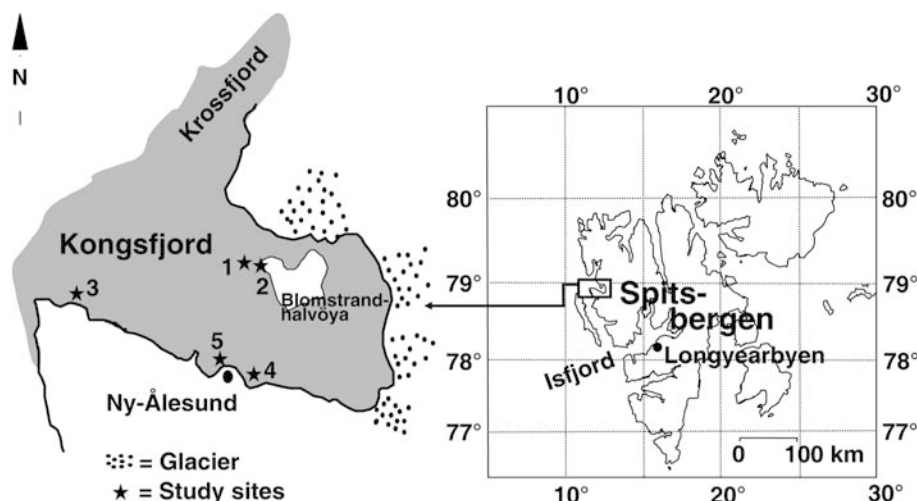 N
Krossfjord
Kongsfjord
1
2
Blomstrand-
halvöya
3
5
4
Ny-Ålesund
= Glacier
= Study sites
10° 20° 30°
80°
79°
78°
77°
Spits-
bergen
Isfjord
Longyearbyen
80°
79°
78°
77°
0 100 km
10° 20° 30°